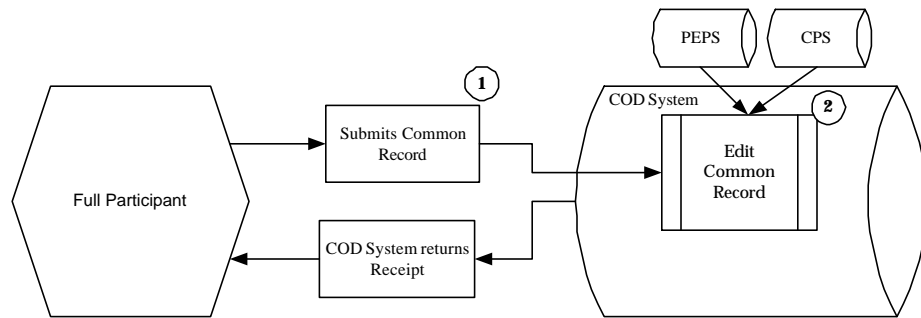 PEPS
CPS
1
COD System
2
Submits Common
Record
Edit
Common
Record
Full Participant
COD System returns
Receipt